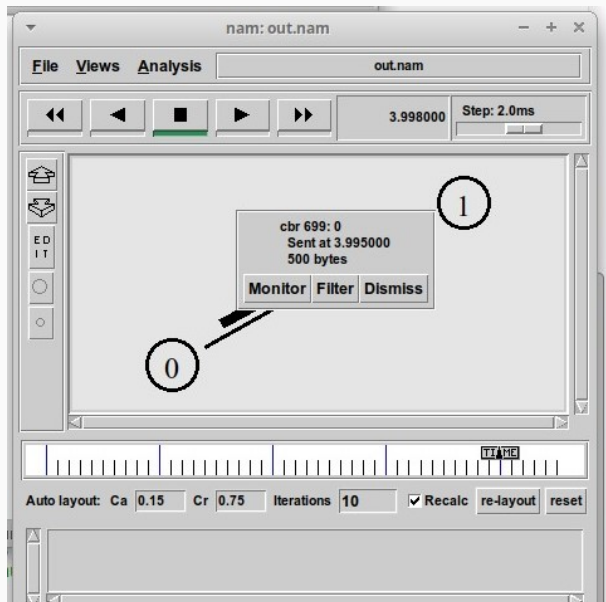 nam: out.nam
File Views Analysis out.nam
3.998000 Step: 2.0ms
1
cbr 699: 0
Sent at 3.995000
500 bytes
Monitor Filter Dismiss
ED
IT
0
TIME
Auto layout: Ca 0.15 Cr 0.75 Iterations 10 Recalc re-layout reset